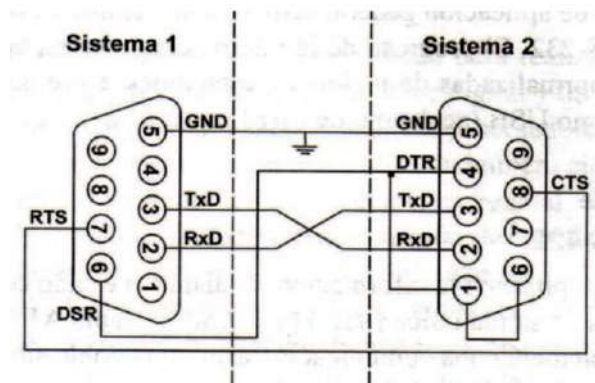 Sistema 1
Sistema 2
5 GND GND 5
9 4 DTR 4 9
8 3 TxD TxD 3 8 CTS
RTS 7 2 RxD RxD 2 7
6 1 1 6
DSR